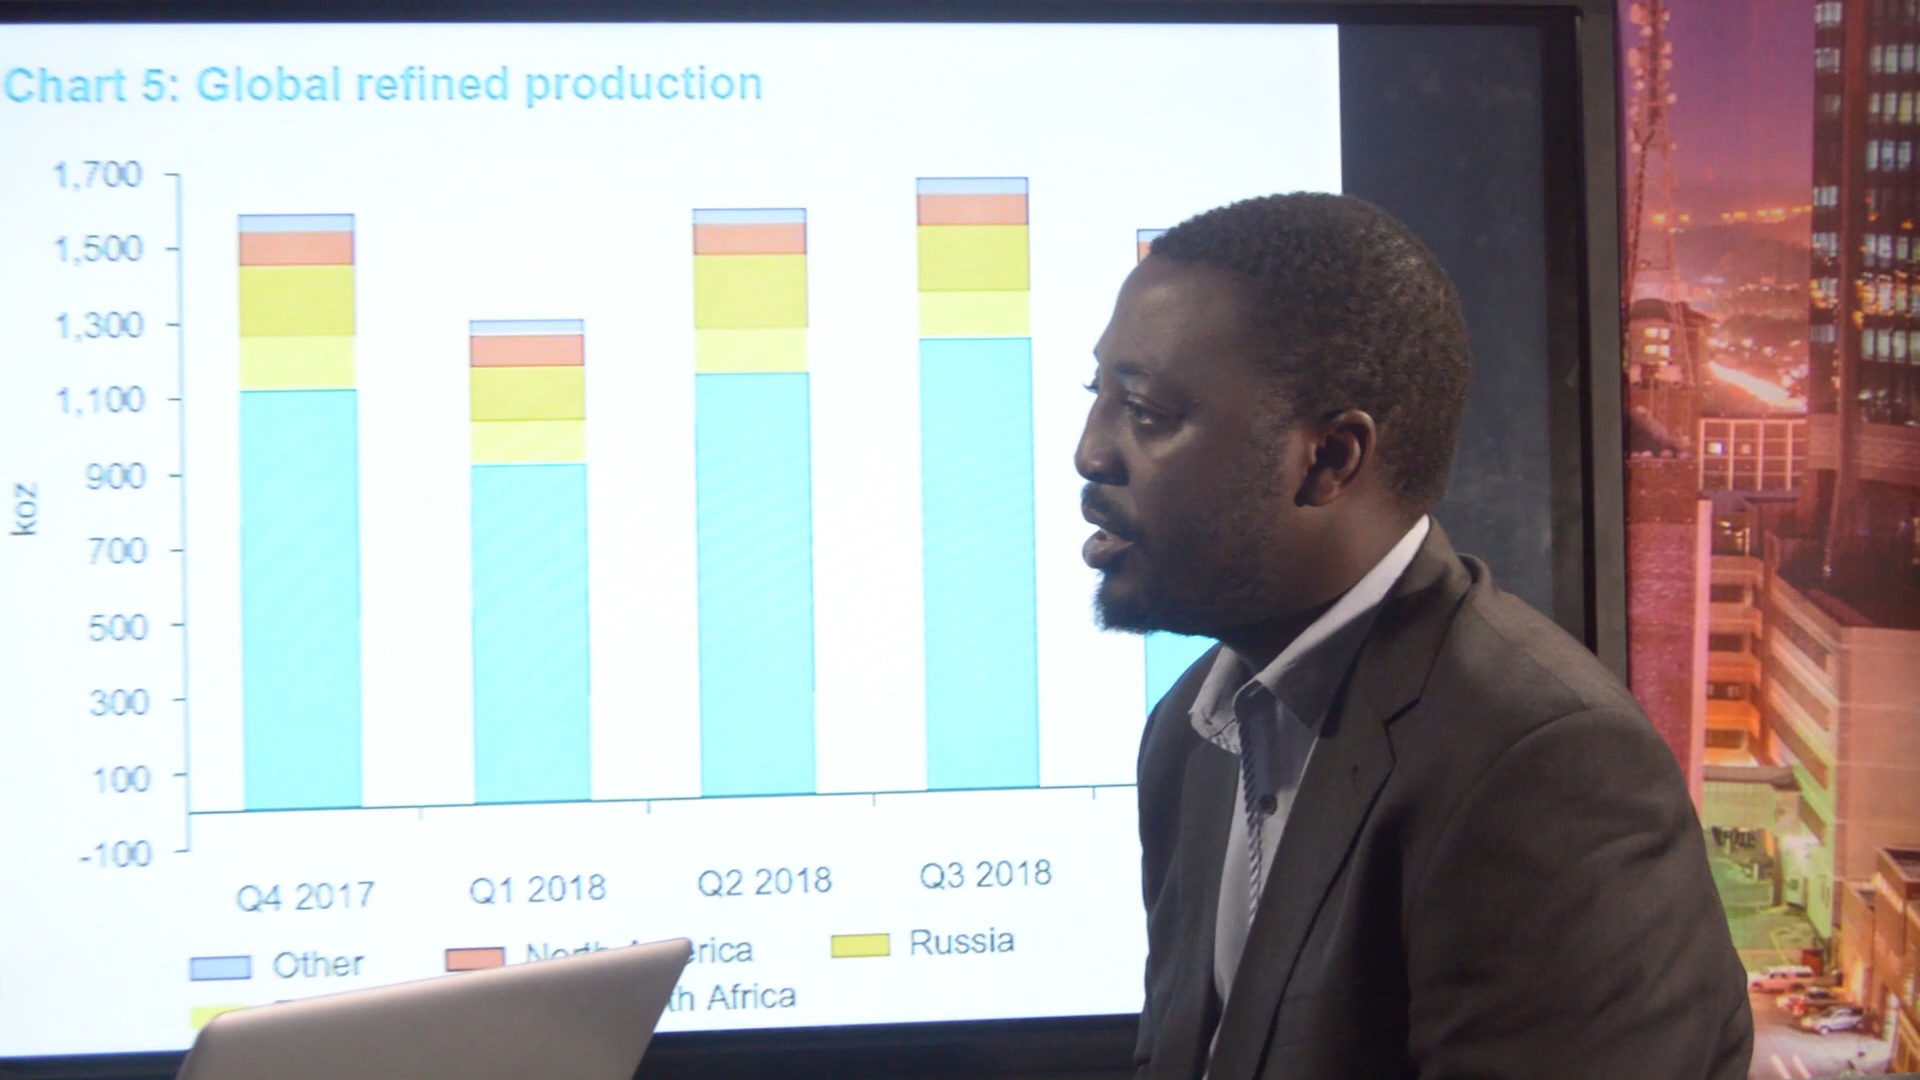 Chart 5: Global refined production
1,700
1,500
1,300
1,100
900
700
500
300
100
-100
koz
Q4 2017 Q1 2018 Q2 2018 Q3 2018
Other Russia
Africa